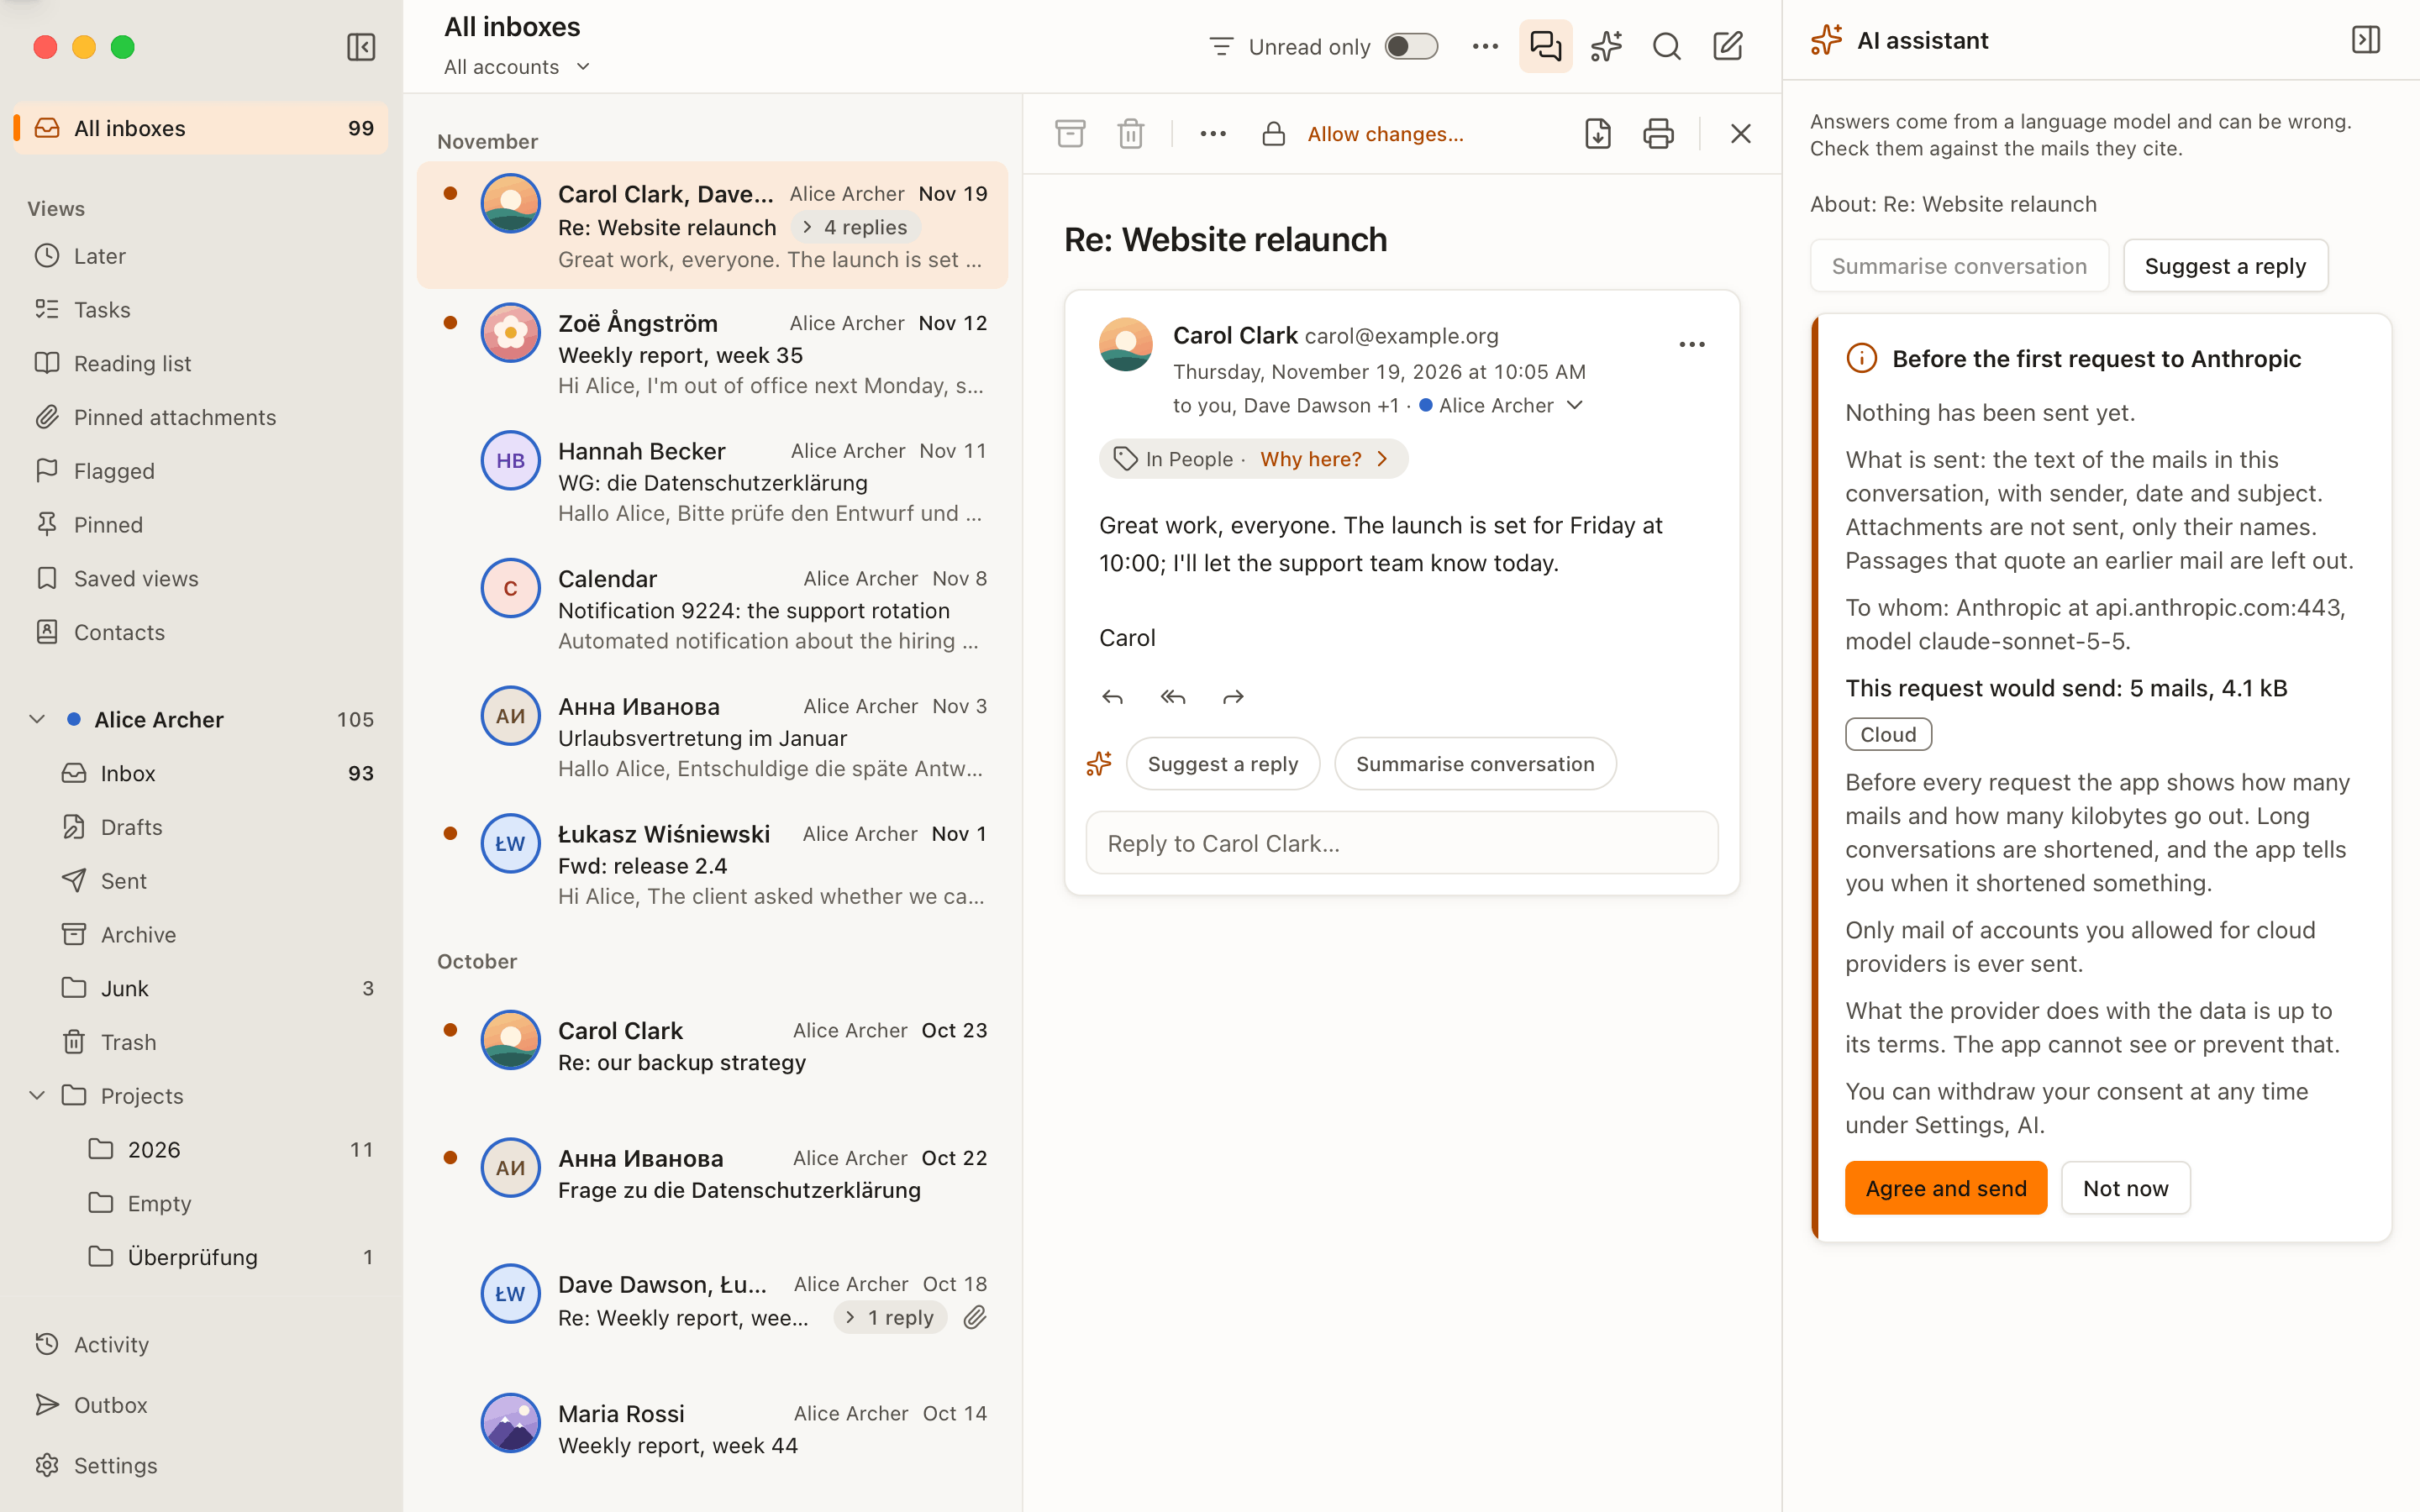 All inboxes
99
Views
Later
Tasks
Reading list
Pinned attachments
Flagged
Pinned
Saved views
Contacts
Alice Archer
105
Inbox
93
Drafts
Sent
Archive
Junk
3
Trash
Projects
2026
11
Empty
Überprüfung
1
Activity
Outbox
Settings
All inboxes
All accounts
Unread only
November
Carol Clark, Dave... Alice Archer Nov 19
Re: Website relaunch 4 replies
Great work, everyone. The launch is set ...
Zoë Ångström Alice Archer Nov 12
Weekly report, week 35
Hi Alice, I'm out of office next Monday, s...
HB
Hannah Becker Alice Archer Nov 11
WG: die Datenschutzerklärung
Hallo Alice, Bitte prüfe den Entwurf und ...
C
Calendar Alice Archer Nov 8
Notification 9224: the support rotation
Automated notification about the hiring ...
АИ
Анна Иванова Alice Archer Nov 3
Urlaubsvertretung im Januar
Hallo Alice, Entschuldige die späte Antw...
ŁW
Łukasz Wiśniewski Alice Archer Nov 1
Fwd: release 2.4
Hi Alice, The client asked whether we ca...
October
Carol Clark Alice Archer Oct 23
Re: our backup strategy
АИ
Анна Иванова Alice Archer Oct 22
Frage zu die Datenschutzerklärung
ŁW
Dave Dawson, Łu... Alice Archer Oct 18
Re: Weekly report, wee... 1 reply
Maria Rossi Alice Archer Oct 14
Weekly report, week 44
Allow changes...
Re: Website relaunch
Carol Clark carol@example.org
Thursday, November 19, 2026 at 10:05 AM
to you, Dave Dawson +1 · Alice Archer
In People · Why here?
Great work, everyone. The launch is set for Friday at
10:00; I'll let the support team know today.
Carol
Suggest a reply
Summarise conversation
Reply to Carol Clark...
AI assistant
Answers come from a language model and can be wrong.
Check them against the mails they cite.
About: Re: Website relaunch
Summarise conversation
Suggest a reply
Before the first request to Anthropic
Nothing has been sent yet.
What is sent: the text of the mails in this
conversation, with sender, date and subject.
Attachments are not sent, only their names.
Passages that quote an earlier mail are left out.
To whom: Anthropic at api.anthropic.com:443,
model claude-sonnet-5-5.
This request would send: 5 mails, 4.1 kB
Cloud
Before every request the app shows how many
mails and how many kilobytes go out. Long
conversations are shortened, and the app tells
you when it shortened something.
Only mail of accounts you allowed for cloud
providers is ever sent.
What the provider does with the data is up to
its terms. The app cannot see or prevent that.
You can withdraw your consent at any time
under Settings, AI.
Agree and send
Not now